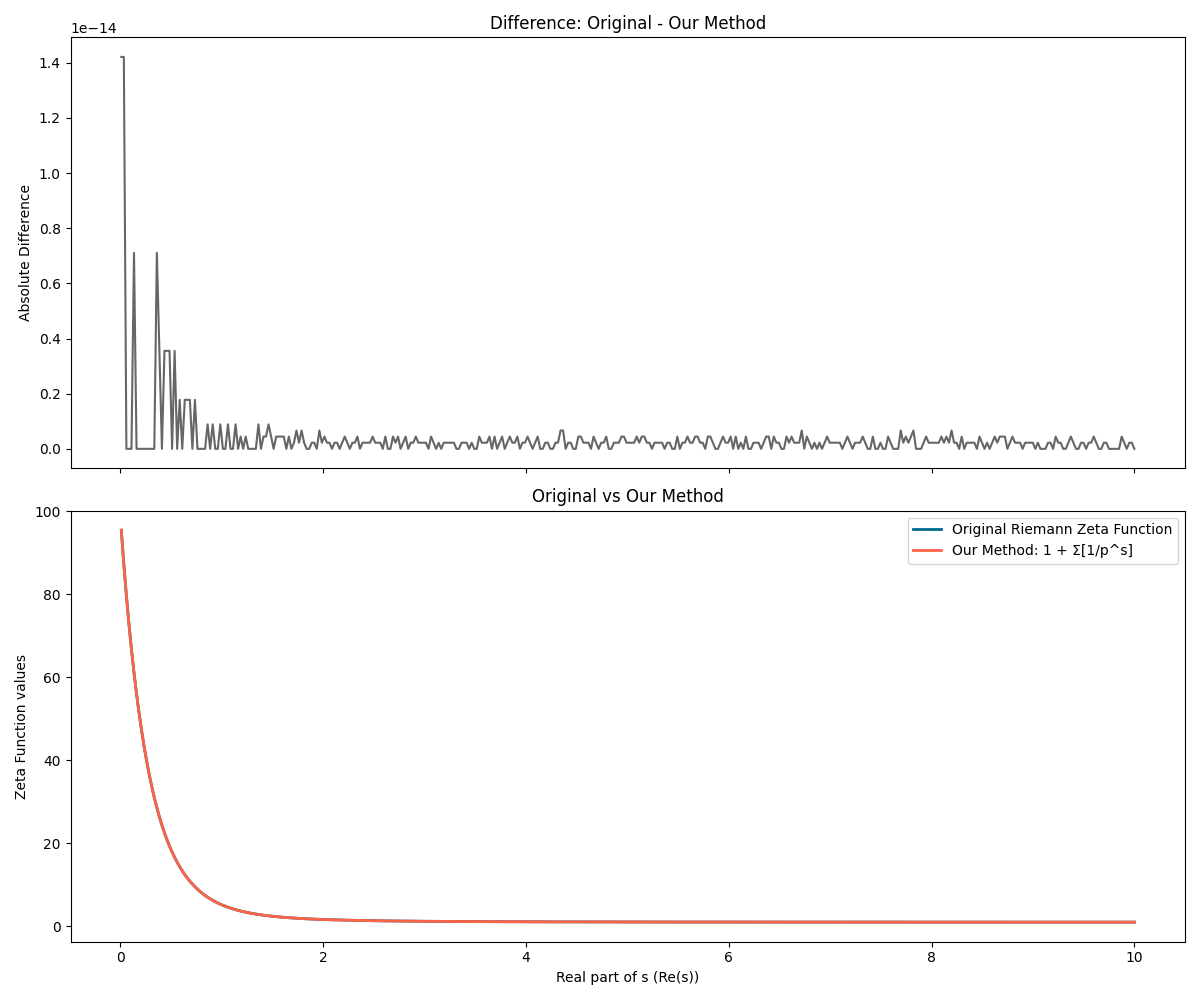 Difference: Original - Our Method
1e−14
1.4
1.2
1.0
0.8
0.6
0.4
0.2
0.0
Absolute Difference
Original vs Our Method
100
80
60
40
20
0
Zeta Function values
Original Riemann Zeta Function
Our Method: 1 + Σ[1/p^s]
0 2 4 6 8 10
Real part of s (Re(s))